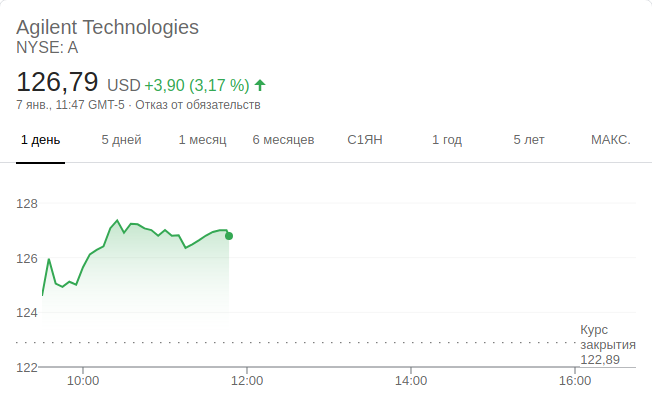 Agilent Technologies
NYSE: A
126,79 USD +3,90 (3,17 %)
7 янв., 11:47 GMT-5 · Отказ от обязательств
1 день 5 дней 1 месяц 6 месяцев С1ЯН 1 год 5 лет МАКС.
128
126
124
Курс
закрытия
122,89
122
10:00 12:00 14:00 16:00